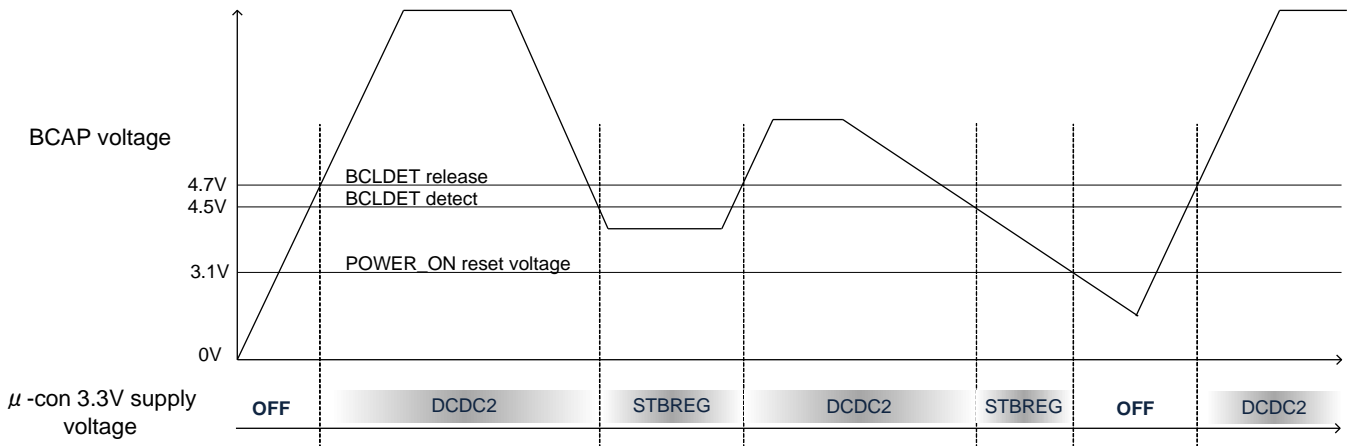 BCAP voltage
4.7V
BCLDET release
4.5V
BCLDET detect
3.1V
POWER_ON reset voltage
0V
μ-con 3.3V supply
voltage
OFF
DCDC2
STBREG
DCDC2
STBREG
OFF
DCDC2